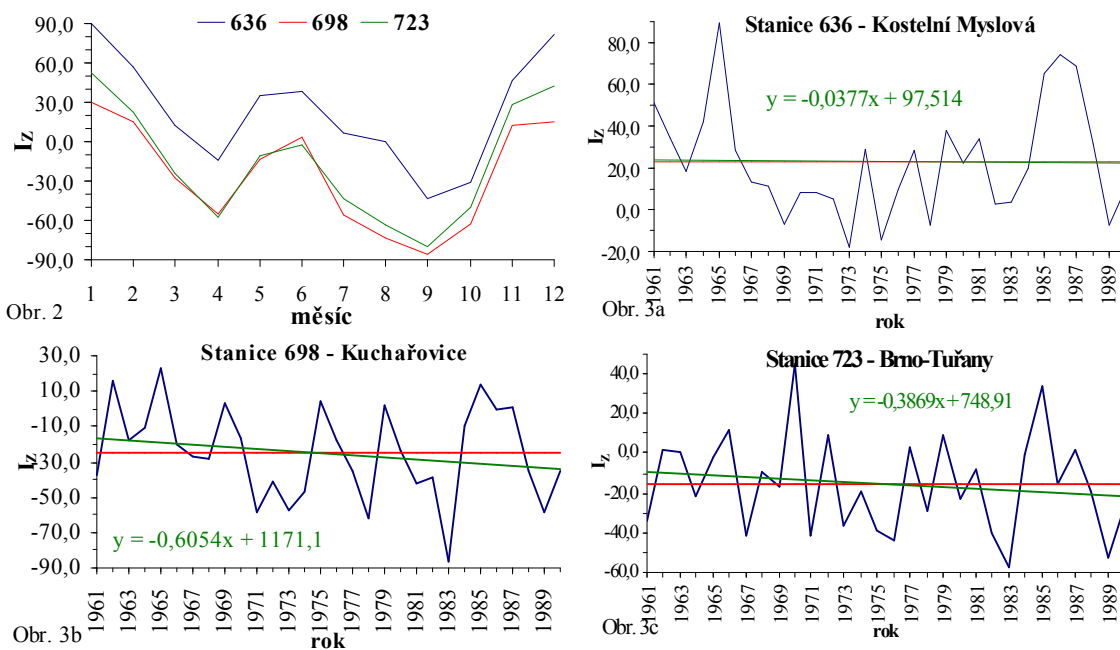 636 698 723
90,0
60,0
30,0
0,0
-30,0
-60,0
-90,0
Iz
1 2 3 4 5 6 7 8 9 10 11 12
měsíc
Obr. 2
Stanice 636 - Kostelní Myslová
80,0
60,0
40,0
20,0
0,0
-20,0
Iz
y = -0,0377x + 97,514
1961 1963 1965 1967 1969 1971 1973 1975 1977 1979 1981 1983 1985 1987 1989
rok
Obr. 3a
Stanice 698 - Kuchařovice
30,0
10,0
-10,0
-30,0
-50,0
-70,0
-90,0
Iz
y = -0,6054x + 1171,1
1961 1963 1965 1967 1969 1971 1973 1975 1977 1979 1981 1983 1985 1987 1989
rok
Obr. 3b
Stanice 723 - Brno-Tuřany
40,0
20,0
0,0
-20,0
-40,0
-60,0
Iz
y = -0,3869x + 748,91
1961 1963 1965 1967 1969 1971 1973 1975 1977 1979 1981 1983 1985 1987 1989
rok
Obr. 3c